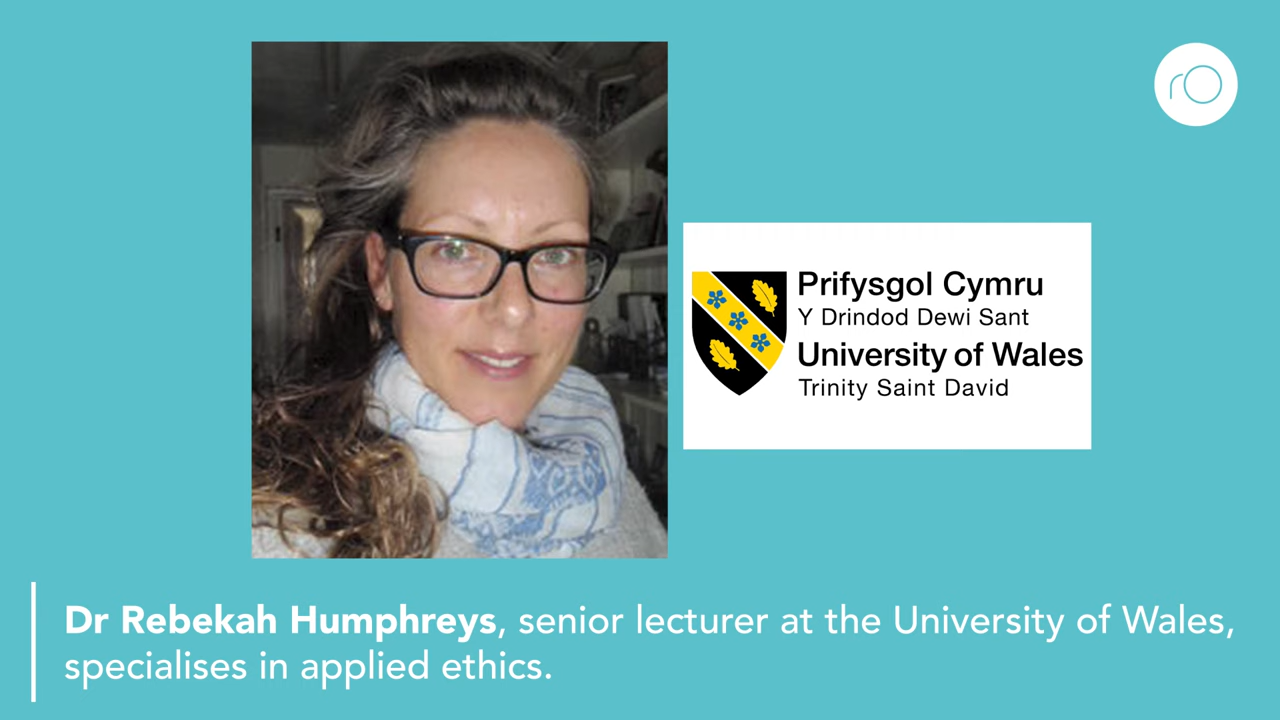 rO
Prifysgol Cymru
Y Drindod Dewi Sant
University of Wales
Trinity Saint David
Dr Rebekah Humphreys, senior lecturer at the University of Wales,
specialises in applied ethics.